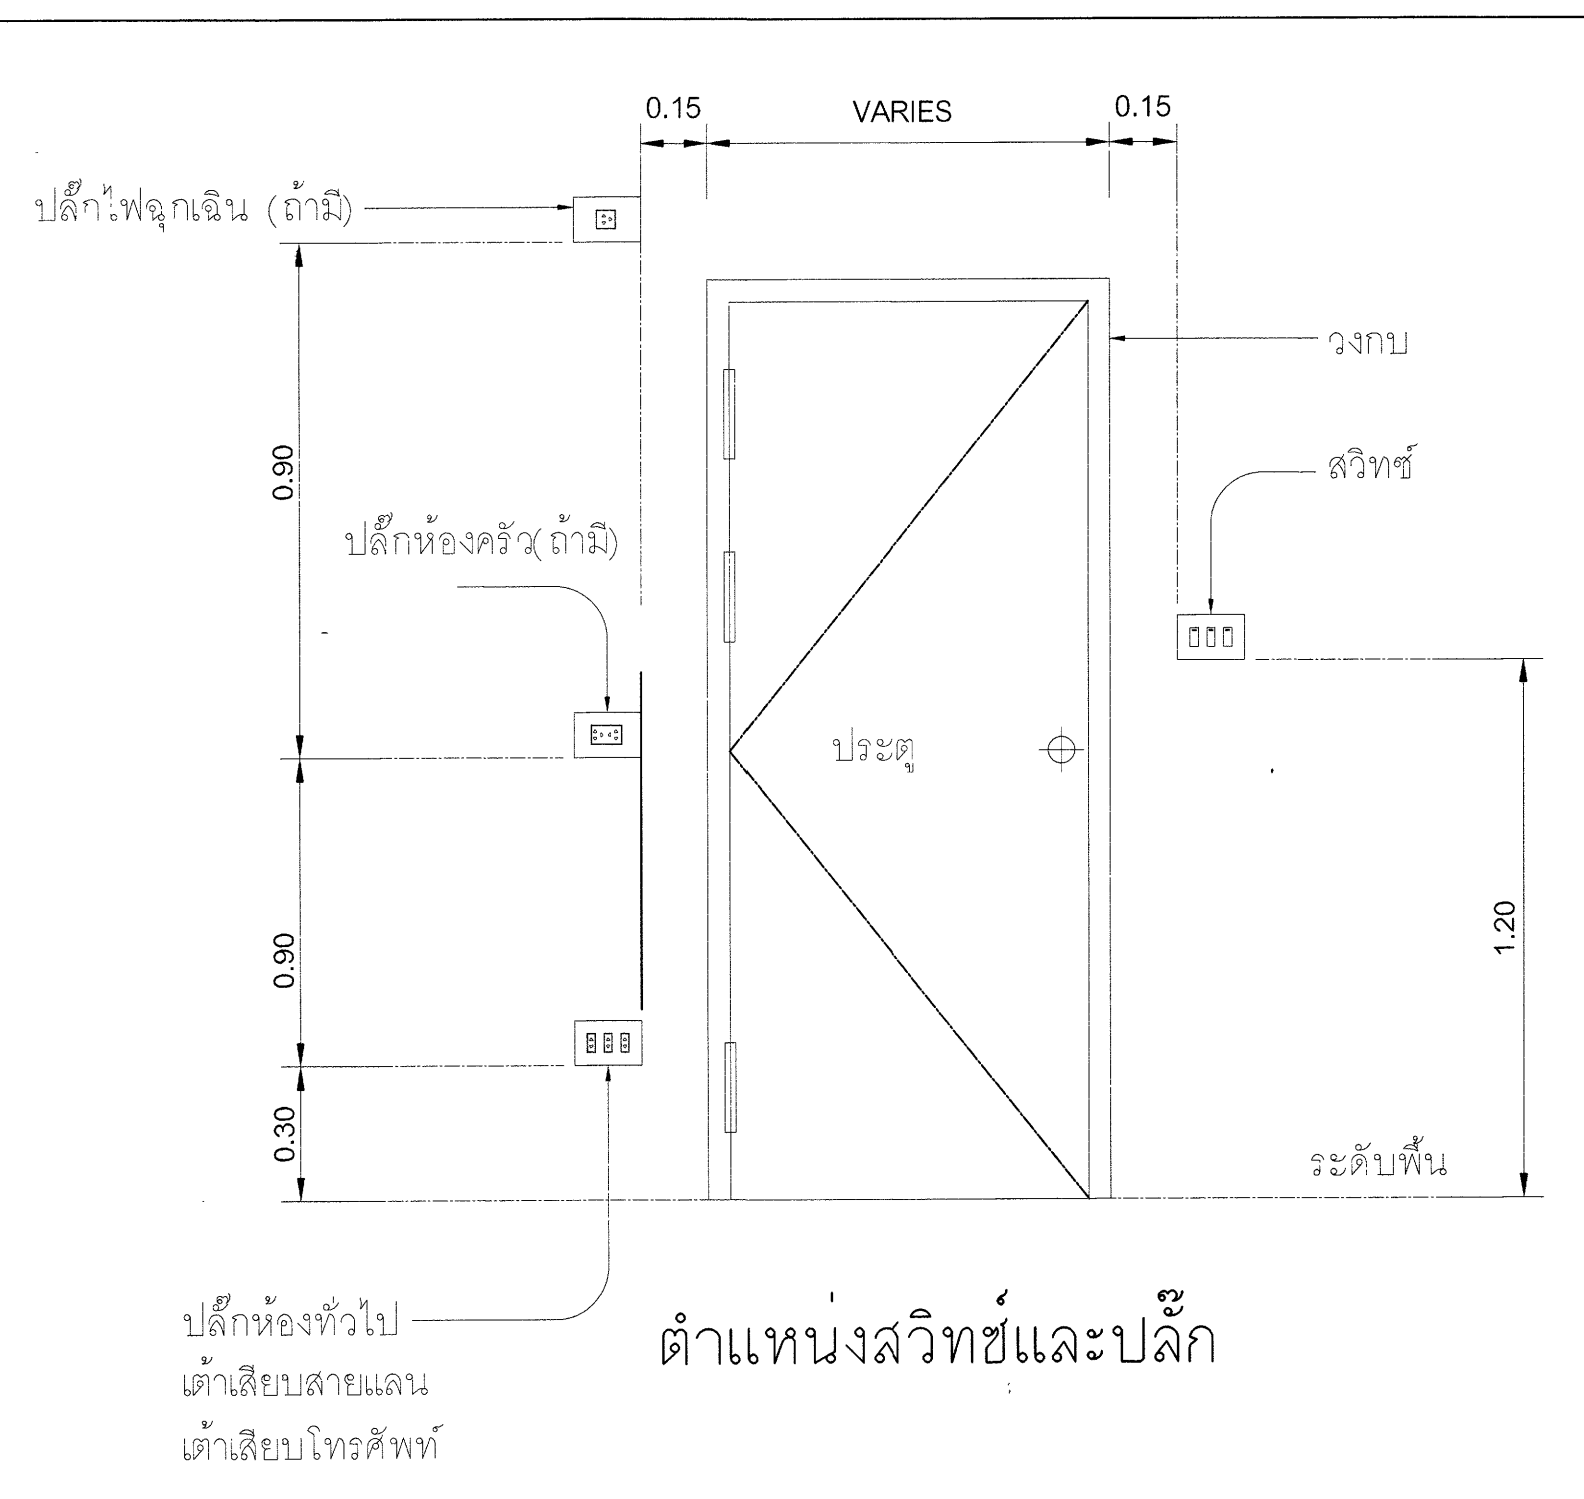 0.15
VARIES
0.15
ปลั๊กไฟฉุกเฉิน (ถ้ามี)
วงกบ
0.90
สวิทซ์
ปลั๊กห้องครัว(ถ้ามี)
ประตู
0.90
1.20
0.30
ระดับพื้น
ปลั๊กห้องทั่วไป
เต้าเสียบสายแลน
เต้าเสียบโทรศัพท์
ตำแหน่งสวิทซ์และปลั๊ก